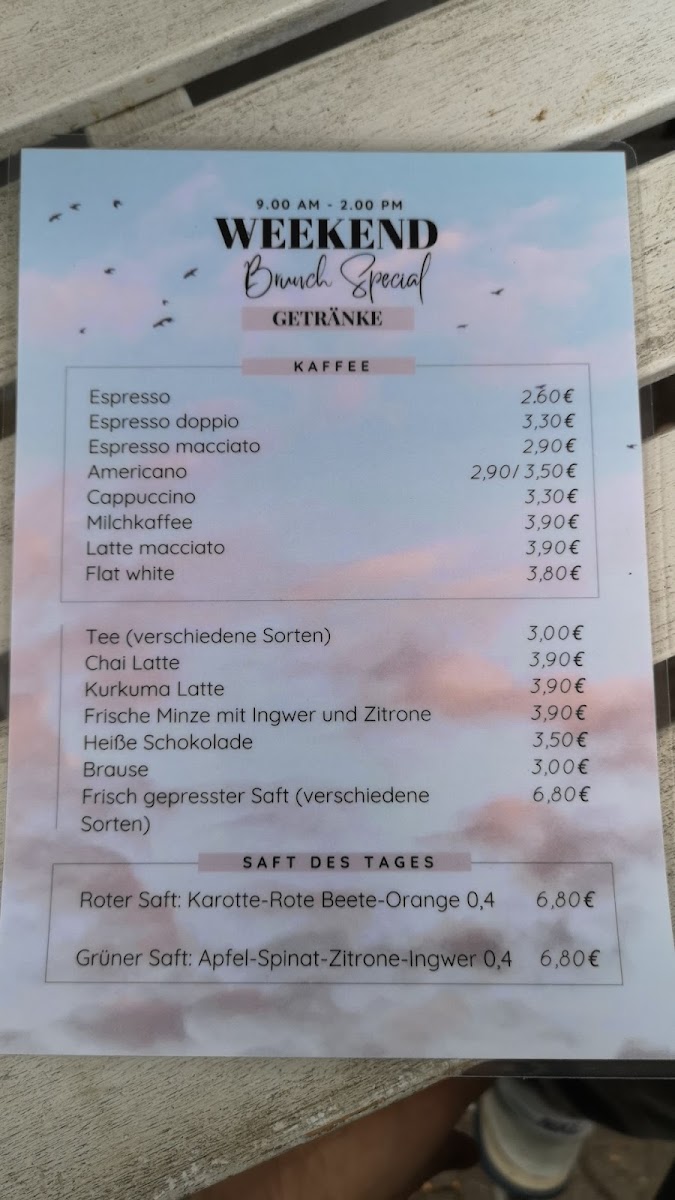 9.00 AM - 2.00 PM
WEEKEND
Brunch Special
GETRÄNKE
KAFFEE
Espresso 2.60€
Espresso doppio 3,30€
Espresso macciato 2,90€
Americano 2,90/ 3,50€
Cappuccino 3,30€
Milchkaffee 3,90€
Latte macciato 3,90€
Flat white 3,80€
Tee (verschiedene Sorten) 3,00€
Chai Latte 3,90€
Kurkuma Latte 3,90€
Frische Minze mit Ingwer und Zitrone 3,90€
Heiße Schokolade 3,50€
Brause 3,00€
Frisch gepresster Saft (verschiedene 6,80€
Sorten)
SAFT DES TAGES
Roter Saft: Karotte-Rote Beete-Orange 0,4 6,80€
Grüner Saft: Apfel-Spinat-Zitrone-Ingwer 0,4 6,80€